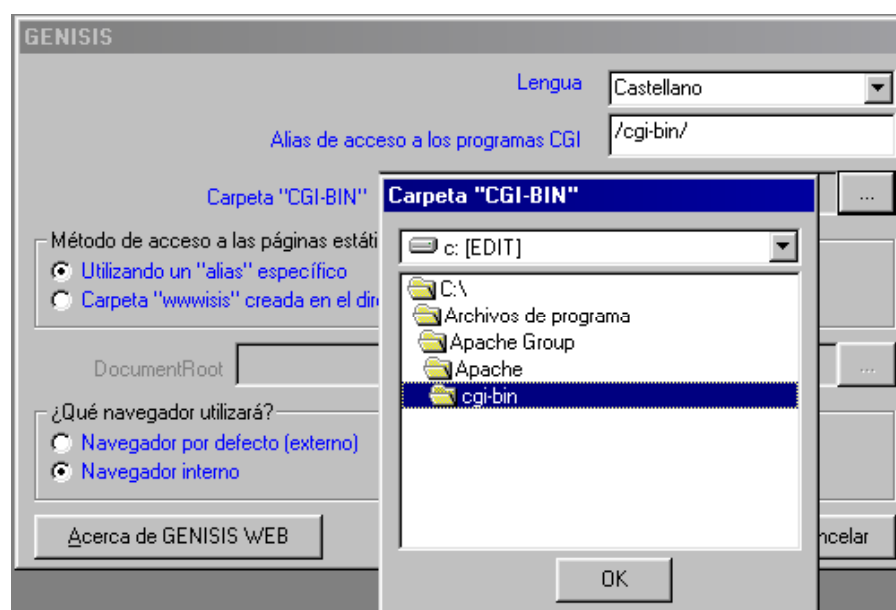 GENISIS
Lengua
Castellano
Alias de acceso a los programas CGI
/cgi-bin/
Carpeta "CGI-BIN"
...
Carpeta "CGI-BIN"
c: [EDIT]
C:\
Archivos de programa
Apache Group
Apache
cgi-bin
OK
Método de acceso a las páginas estáti
Utilizando un "alias" específico
Carpeta "wwwisis" creada en el dire
DocumentRoot
...
¿Qué navegador utilizará?
Navegador por defecto (externo)
Navegador interno
Acerca de GENISIS WEB
ncelar